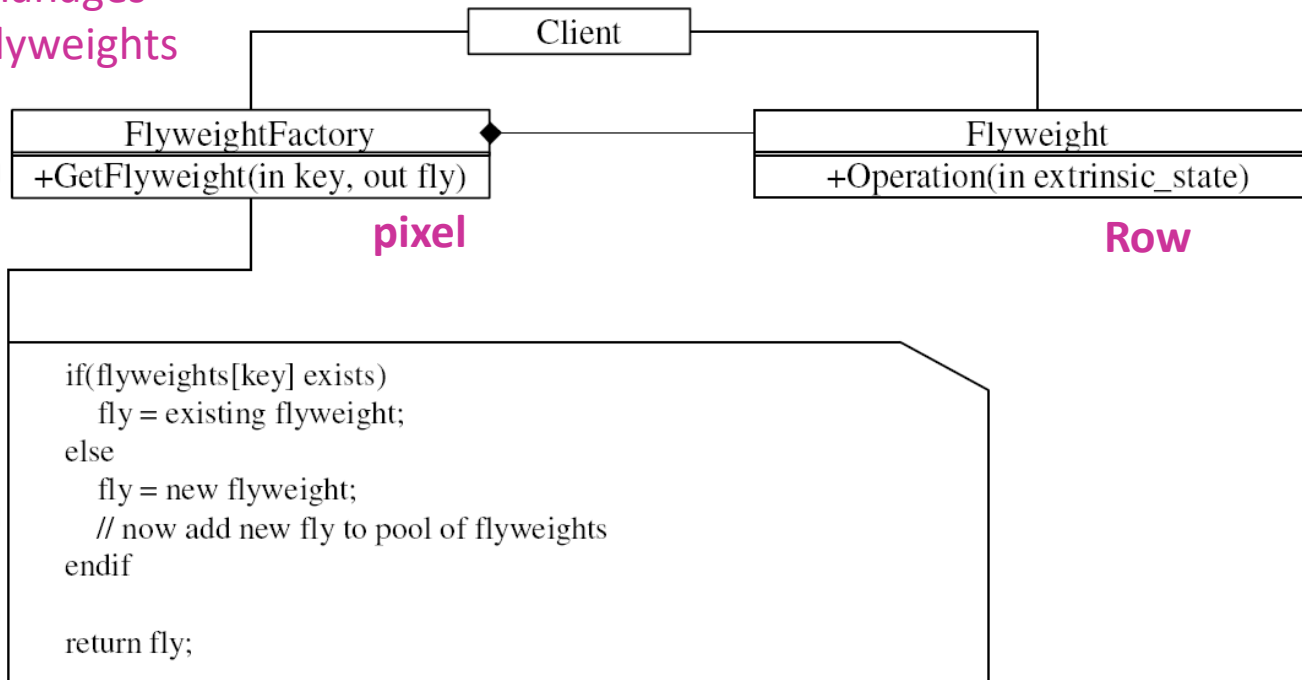 lyweights
Client
FlyweightFactory
+GetFlyweight(in key, out fly)
Flyweight
+Operation(in extrinsic_state)
pixel
Row
if(flyweights[key] exists)
fly = existing flyweight;
else
fly = new flyweight;
// now add new fly to pool of flyweights
endif
return fly;